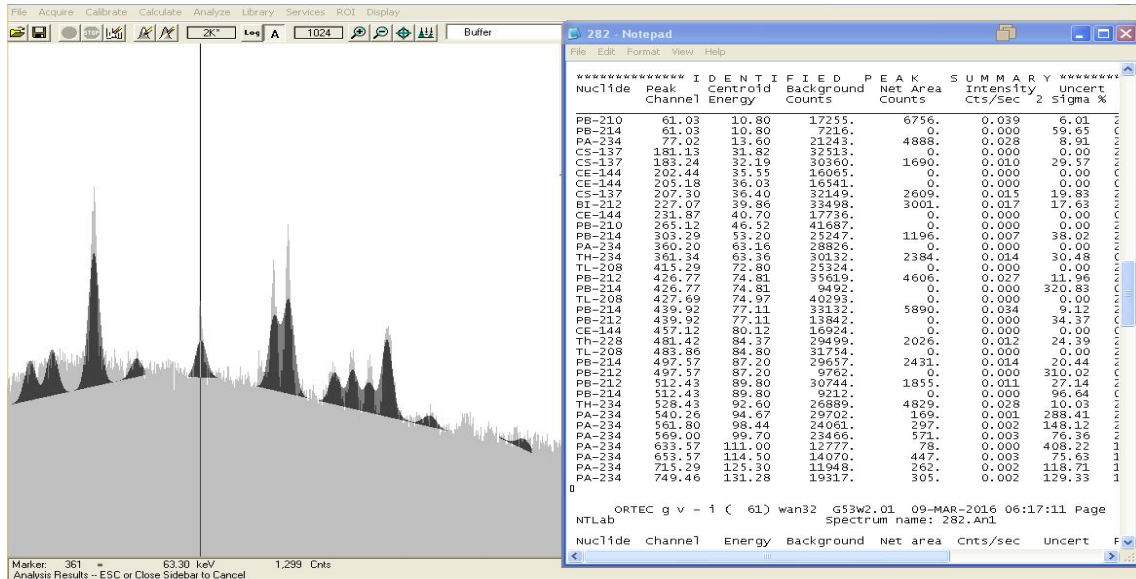 File Acquire Calibrate Calculate Analyze Library Services ROI Display
2K" Log A 1024 Buffer
STOP
282 - Notepad
File Edit Format View Help
************** I D E N T I F I E D P E A K S U M M A R Y ********
Nuclide Peak Centroid Background Net Area Intensity Uncert
Channel Energy Counts Counts Cts/Sec 2 Sigma %
PB-210 61.03 10.80 17255. 6756. 0.039 6.01
PB-214 61.03 10.80 7216. 0. 0.000 59.65
PA-234 77.02 13.60 21243. 4888. 0.028 8.91
CS-137 181.13 31.82 32513. 0. 0.000 0.00
CS-137 183.24 32.19 30360. 1690. 0.010 29.57
CE-144 202.44 35.55 16065. 0. 0.000 0.00
CE-144 205.18 36.03 16541. 0. 0.000 0.00
CS-137 207.30 36.40 32149. 2609. 0.015 19.83
BI-212 227.07 39.86 33498. 3001. 0.017 17.63
CE-144 231.87 40.70 17736. 0. 0.000 0.00
PB-210 265.12 46.52 41687. 0. 0.000 0.00
PB-214 303.29 53.20 25247. 1196. 0.007 38.02
PA-234 360.20 63.16 28826. 0. 0.000 0.00
TH-234 361.34 63.36 30132. 2384. 0.014 30.48
TL-208 415.29 72.80 25324. 0. 0.000 0.00
PB-212 426.77 74.81 35619. 4606. 0.027 11.96
PB-214 426.77 74.81 9492. 0. 0.000 320.83
TL-208 427.69 74.97 40293. 0. 0.000 0.00
PB-214 439.92 77.11 33132. 5890. 0.034 9.12
PB-212 439.92 77.11 13842. 0. 0.000 34.37
CE-144 457.12 80.12 16924. 0. 0.000 0.00
Th-228 481.42 84.37 29499. 2026. 0.012 24.39
TL-208 483.86 84.80 31754. 0. 0.000 0.00
PB-214 497.57 87.20 29657. 2431. 0.014 20.44
PB-212 497.57 87.20 9762. 0. 0.000 310.02
PB-212 512.43 89.80 30744. 1855. 0.011 27.14
PB-214 512.43 89.80 9212. 0. 0.000 96.64
TH-234 528.43 92.60 26889. 4829. 0.028 10.03
PA-234 540.26 94.67 29702. 169. 0.001 288.41
PA-234 561.80 98.44 24061. 297. 0.002 148.12
PA-234 569.00 99.70 23466. 571. 0.003 76.36
PA-234 633.57 111.00 12777. 78. 0.000 408.22
PA-234 653.57 114.50 14070. 447. 0.003 75.63
PA-234 715.29 125.30 11948. 262. 0.002 118.71
PA-234 749.46 131.28 19317. 305. 0.002 129.33
ORTEC g v - i ( 61) wan32 G53W2.01 09-MAR-2016 06:17:11 Page
NTLab Spectrum name: 282.An1
Nuclide Channel Energy Background Net area Cnts/sec Uncert
Marker: 361 = 63.30 keV 1,299 Cnts
Analysis Results -- ESC or Close Sidebar to Cancel